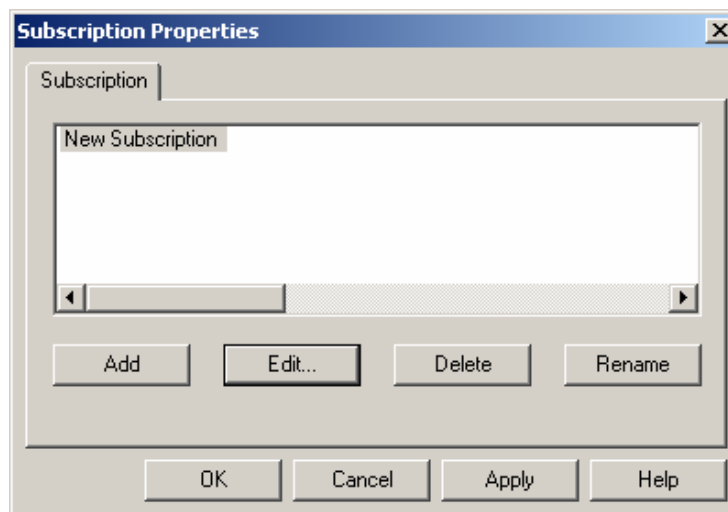 Subscription Properties
Subscription
New Subscription
Add Edit... Delete Rename
OK Cancel Apply Help